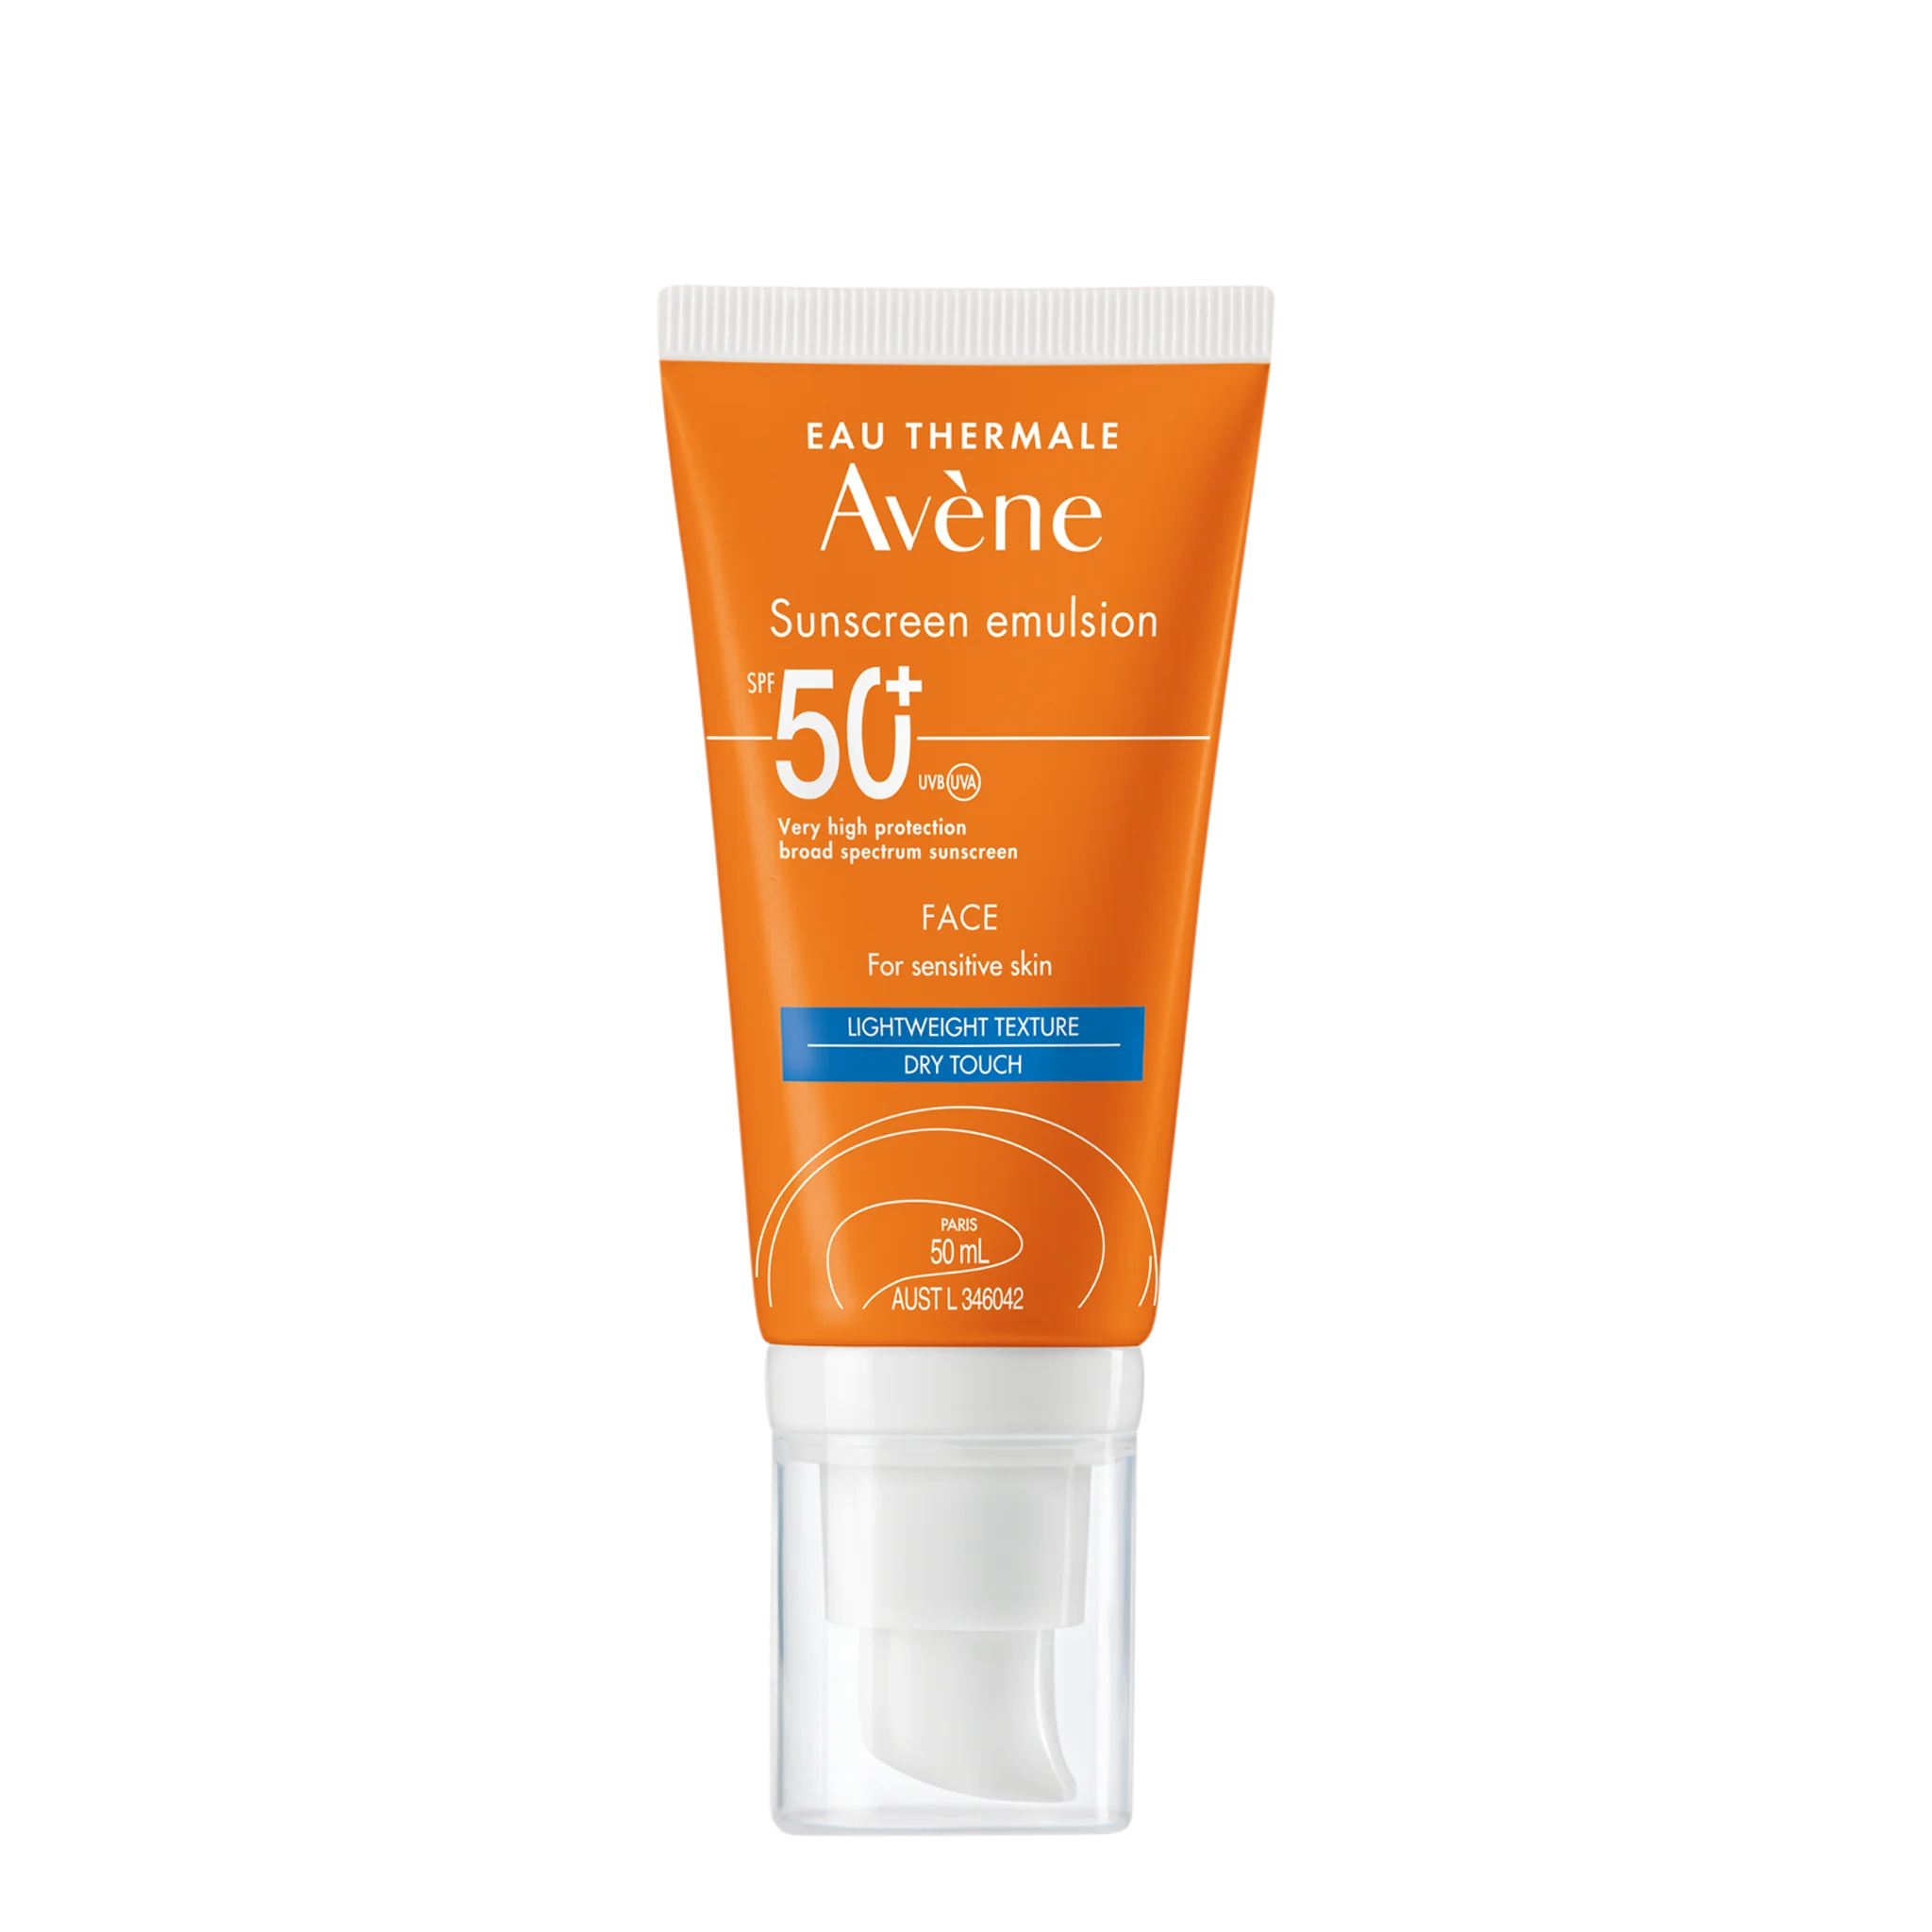 EAU THERMALE
Avène
Sunscreen emulsion
SPF 50+
UVB UVA
Very high protection
broad spectrum sunscreen
FACE
For sensitive skin
LIGHTWEIGHT TEXTURE
DRY TOUCH
PARIS
50 mL
AUST L 346042